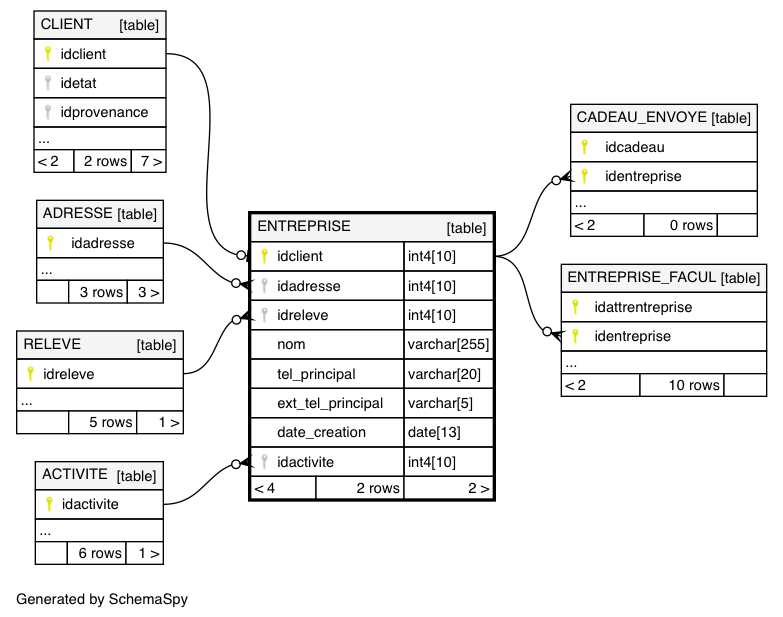 CLIENT [table]
idclient
idetat
idprovenance
...
< 2 2 rows 7 >
ADRESSE [table]
idadresse
...
3 rows 3 >
RELEVE [table]
idreleve
...
5 rows 1 >
ACTIVITE [table]
idactivite
...
6 rows 1 >
ENTREPRISE [table]
idclient int4[10]
idadresse int4[10]
idreleve int4[10]
nom varchar[255]
tel_principal varchar[20]
ext_tel_principal varchar[5]
date_creation date[13]
idactivite int4[10]
< 4 2 rows 2 >
CADEAU_ENVOYE [table]
idcadeau
identreprise
...
< 2 0 rows
ENTREPRISE_FACUL [table]
idattrentreprise
identreprise
...
< 2 10 rows
Generated by SchemaSpy